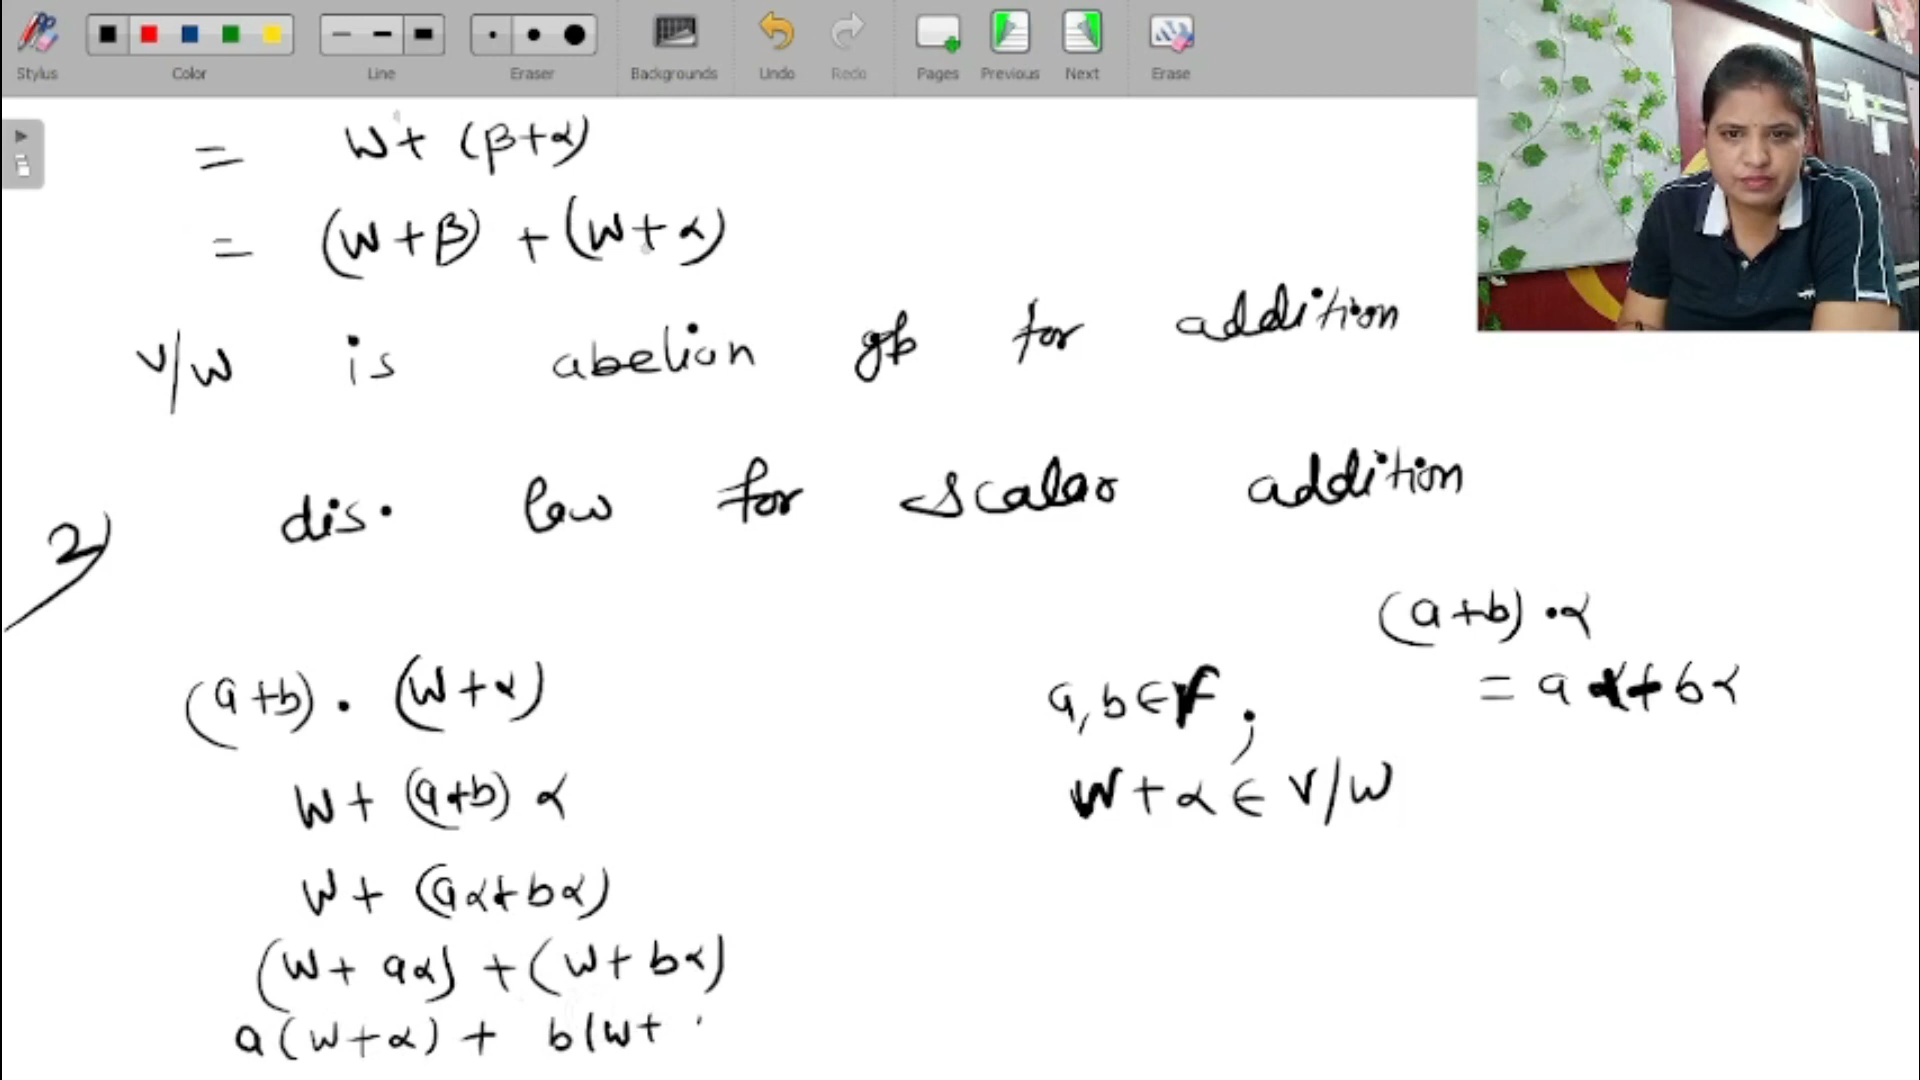 Stylus Color Line Eraser Backgrounds Undo Redo Pages Previous Next Erase
= W + (β+α)
= (W+β) + (W+α)
V/W is abelian gp for addition
2) dis. law for scalar addition
(a+b).α
= aα+bα
(a+b). (W+α)
a,b∈F;
W+α∈V/W
W+ (a+b) α
W+ (aα+bα)
(W+ aα) + (W+ bα)
a(W+α) + b(W+